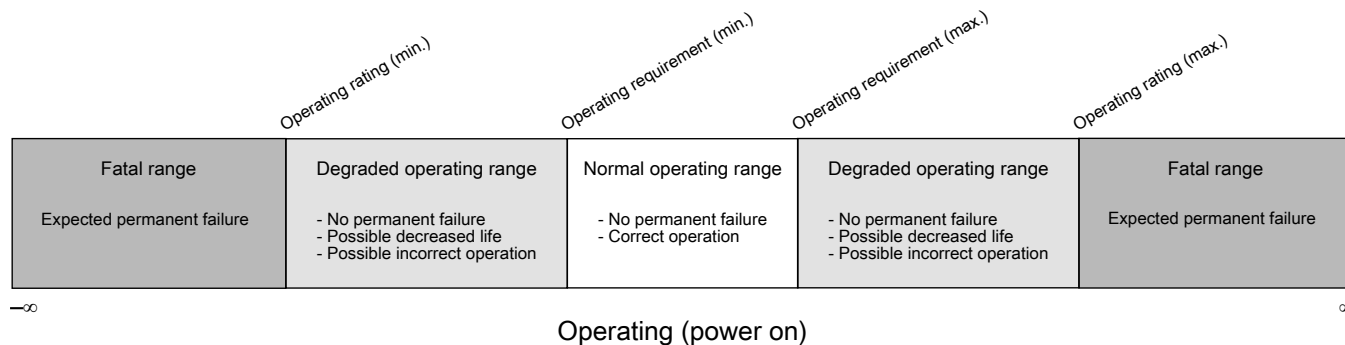 Operating rating (min.)
Operating requirement (min.)
Operating requirement (max.)
Operating rating (max.)
Fatal range
Expected permanent failure
Degraded operating range
- No permanent failure
- Possible decreased life
- Possible incorrect operation
Normal operating range
- No permanent failure
- Correct operation
Degraded operating range
- No permanent failure
- Possible decreased life
- Possible incorrect operation
Fatal range
Expected permanent failure
–∞
∞
Operating (power on)